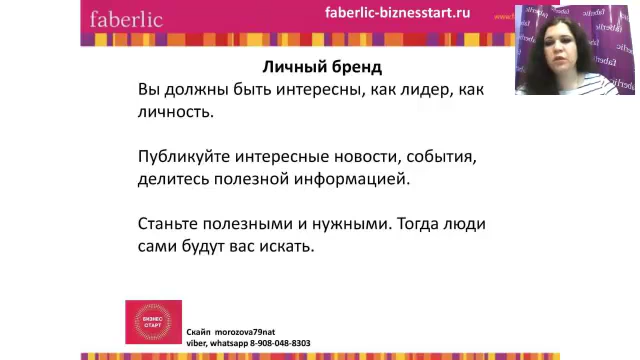 faberlic
faberlic-biznesstart.ru
Личный бренд
Вы должны быть интересны, как лидер, как
личность.
Публикуйте интересные новости, события,
делитесь полезной информацией.
Станьте полезными и нужными. Тогда люди
сами будут вас искать.
БИЗНЕС
СТАРТ
Скайп morozova79nat
viber, whatsapp 8-908-048-8303